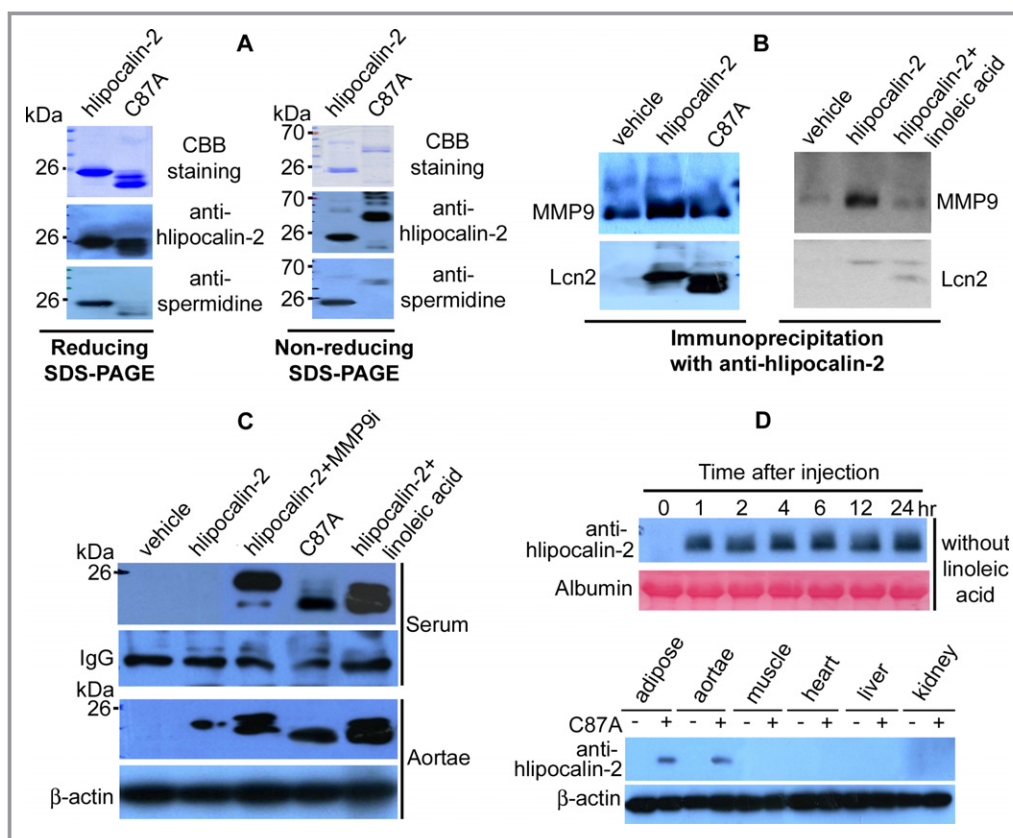 A
hlipocalin-2
C87A
kDa
26
CBB
staining
26
anti-
hlipocalin-2
26
anti-
spermidine
Reducing
SDS-PAGE
hlipocalin-2
C87A
kDa
70
26
CBB
staining
70
26
anti-
hlipocalin-2
70
26
anti-
spermidine
Non-reducing
SDS-PAGE
B
vehicle
hlipocalin-2
C87A
MMP9
Lcn2
vehicle
hlipocalin-2
hlipocalin-2+
linoleic acid
MMP9
Lcn2
Immunoprecipitation
with anti-hlipocalin-2
C
vehicle
hlipocalin-2
hlipocalin-2+MMP9i
C87A
hlipocalin-2+
linoleic acid
kDa
26
Serum
IgG
kDa
26
Aortae
β-actin
D
Time after injection
0 1 2 4 6 12 24 hr
anti-
hlipocalin-2
Albumin
without
linoleic
acid
adipose
aortae
muscle
heart
liver
kidney
C87A - + - + - + - + - + - +
anti-
hlipocalin-2
β-actin